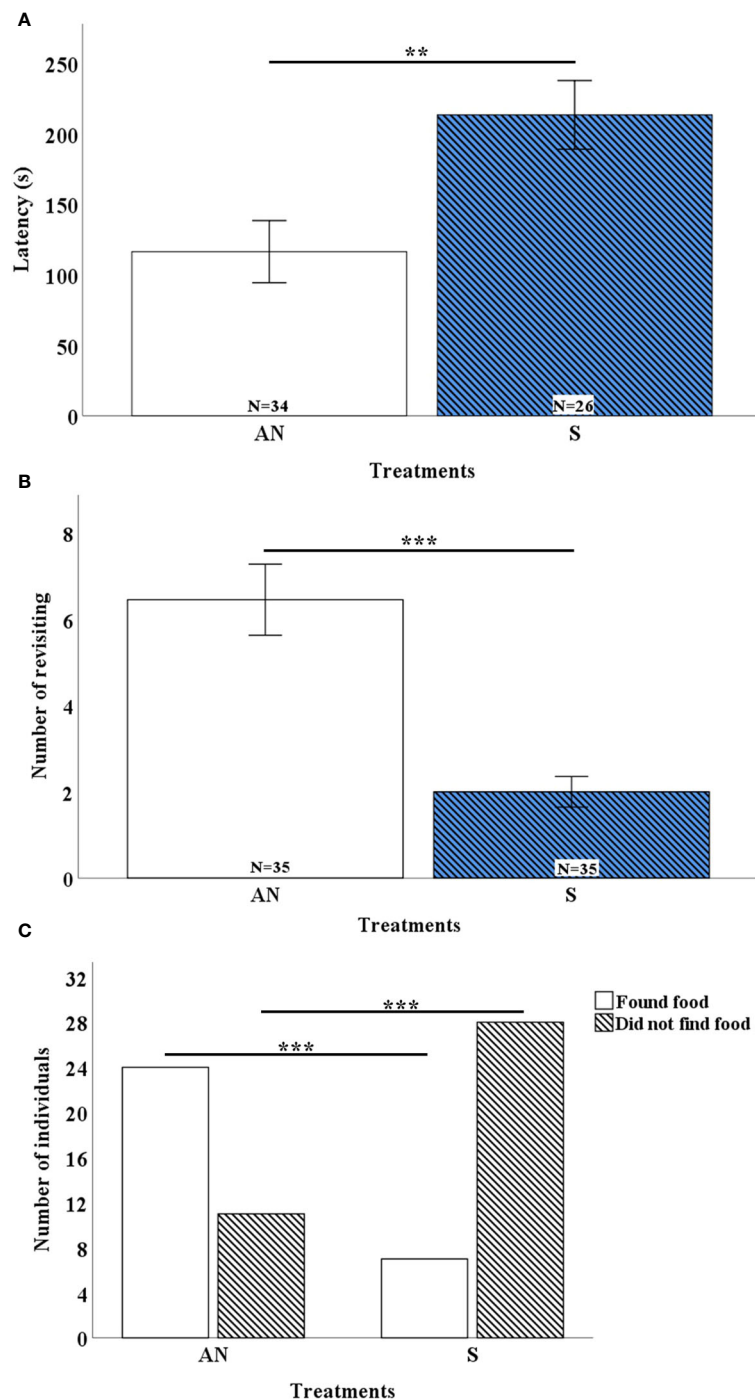 A
Latency (s)
250
200
150
100
50
0
**
N=34
N=26
AN
S
Treatments
B
Number of revisiting
8
6
4
2
0
***
N=35
N=35
AN
S
Treatments
C
Number of individuals
32
28
24
20
16
12
8
4
0
***
***
Found food
Did not find food
AN
S
Treatments